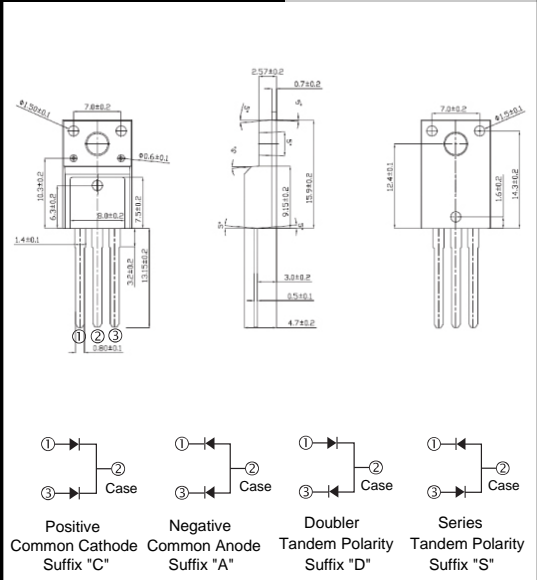 2.57±0.2
0.7±0.2
7.8±0.2
7.0±0.2
Φ1.50±0.1
Φ1.5±0.1
Φ0.6±0.1
10.3±0.2
6.3±0.2
8.8±0.2
7.5±0.2
9.15±0.2
15.9±0.2
12.4±0.1
1.6±0.2
14.3±0.2
1.4±0.1
3.2±0.2
13.15±0.2
3.0±0.2
0.5±0.1
4.7±0.2
① ② ③
0.80±0.1
① ① ① ①
② ② ② ②
③ Case ③ Case ③ Case ③ Case
Positive Negative Doubler Series
Common Cathode Common Anode Tandem Polarity Tandem Polarity
Suffix "C" Suffix "A" Suffix "D" Suffix "S"